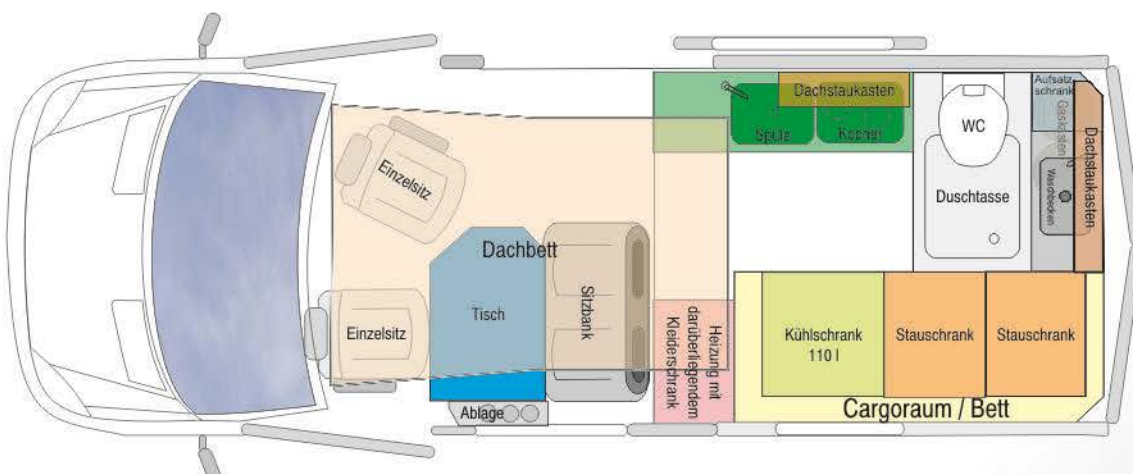 Einzelsitz
Einzelsitz
Dachbett
Tisch
Sitzbank
Ablage
Heizung mit
darüberliegendem
Kleiderschrank
Dachstaukasten
Spüle
Kocher
WC
Duschtasse
Aufsatz
schrank
Gaskasten
Waschbecken
Dachstaukasten
Kühlschrank
110 l
Stauschrank
Stauschrank
Cargoraum / Bett